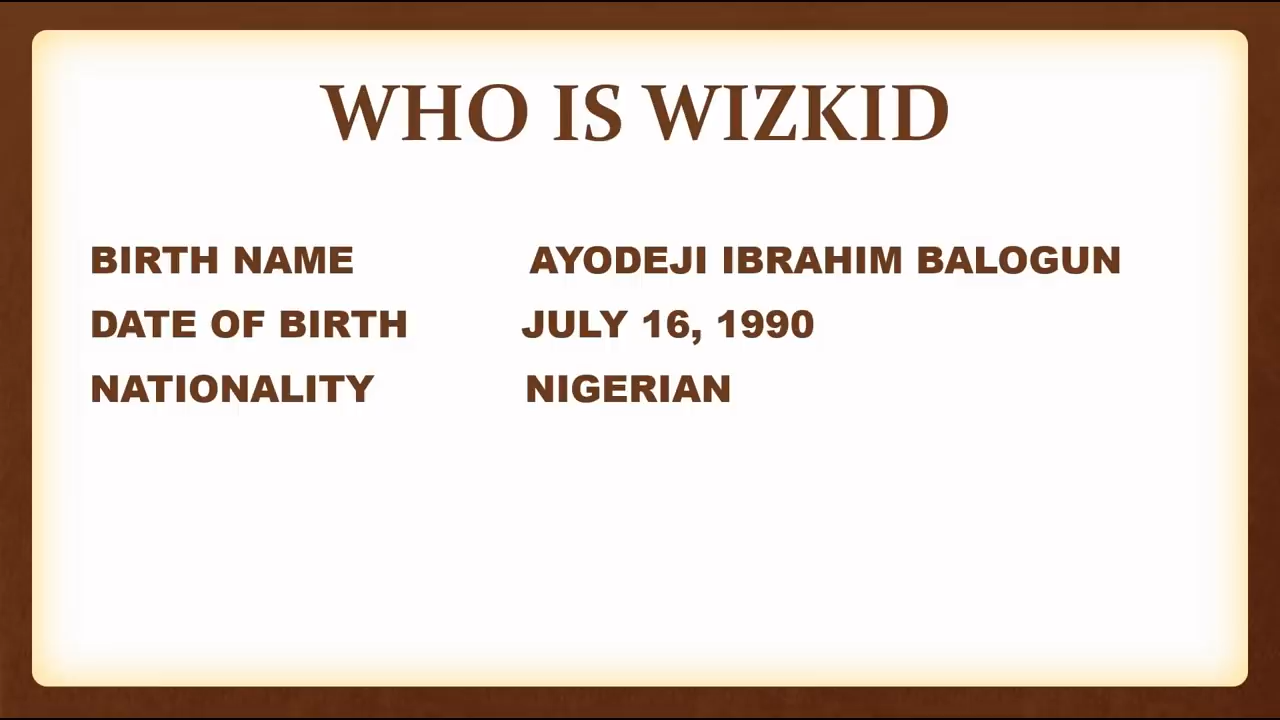 WHO IS WIZKID
BIRTH NAME AYODEJI IBRAHIM BALOGUN
DATE OF BIRTH JULY 16, 1990
NATIONALITY NIGERIAN